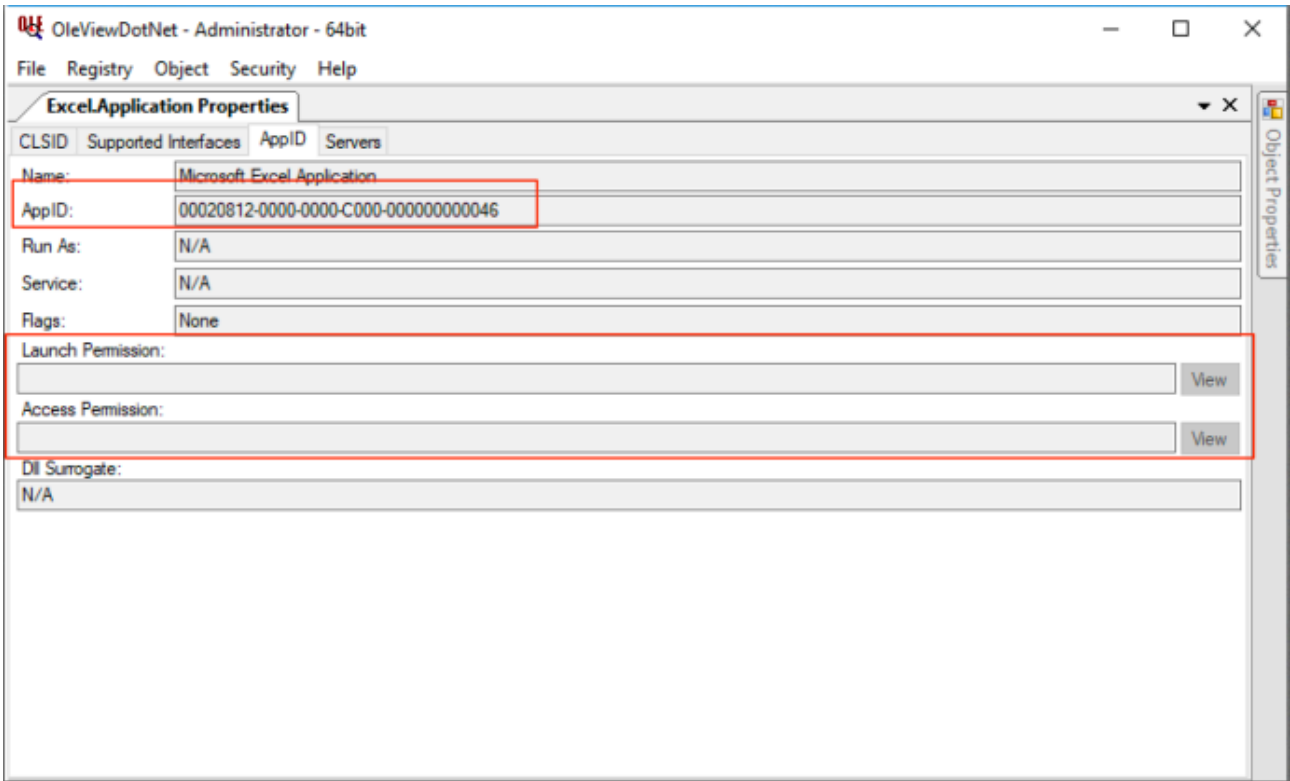 OleViewDotNet - Administrator - 64bit
File Registry Object Security Help
Excel.Application Properties
CLSID Supported Interfaces AppID Servers
Name: Microsoft Excel Application
AppID: 00020812-0000-0000-C000-000000000046
Run As: N/A
Service: N/A
Flags: None
Launch Permission:
View
Access Permission:
View
Dll Surrogate:
N/A
Object Properties